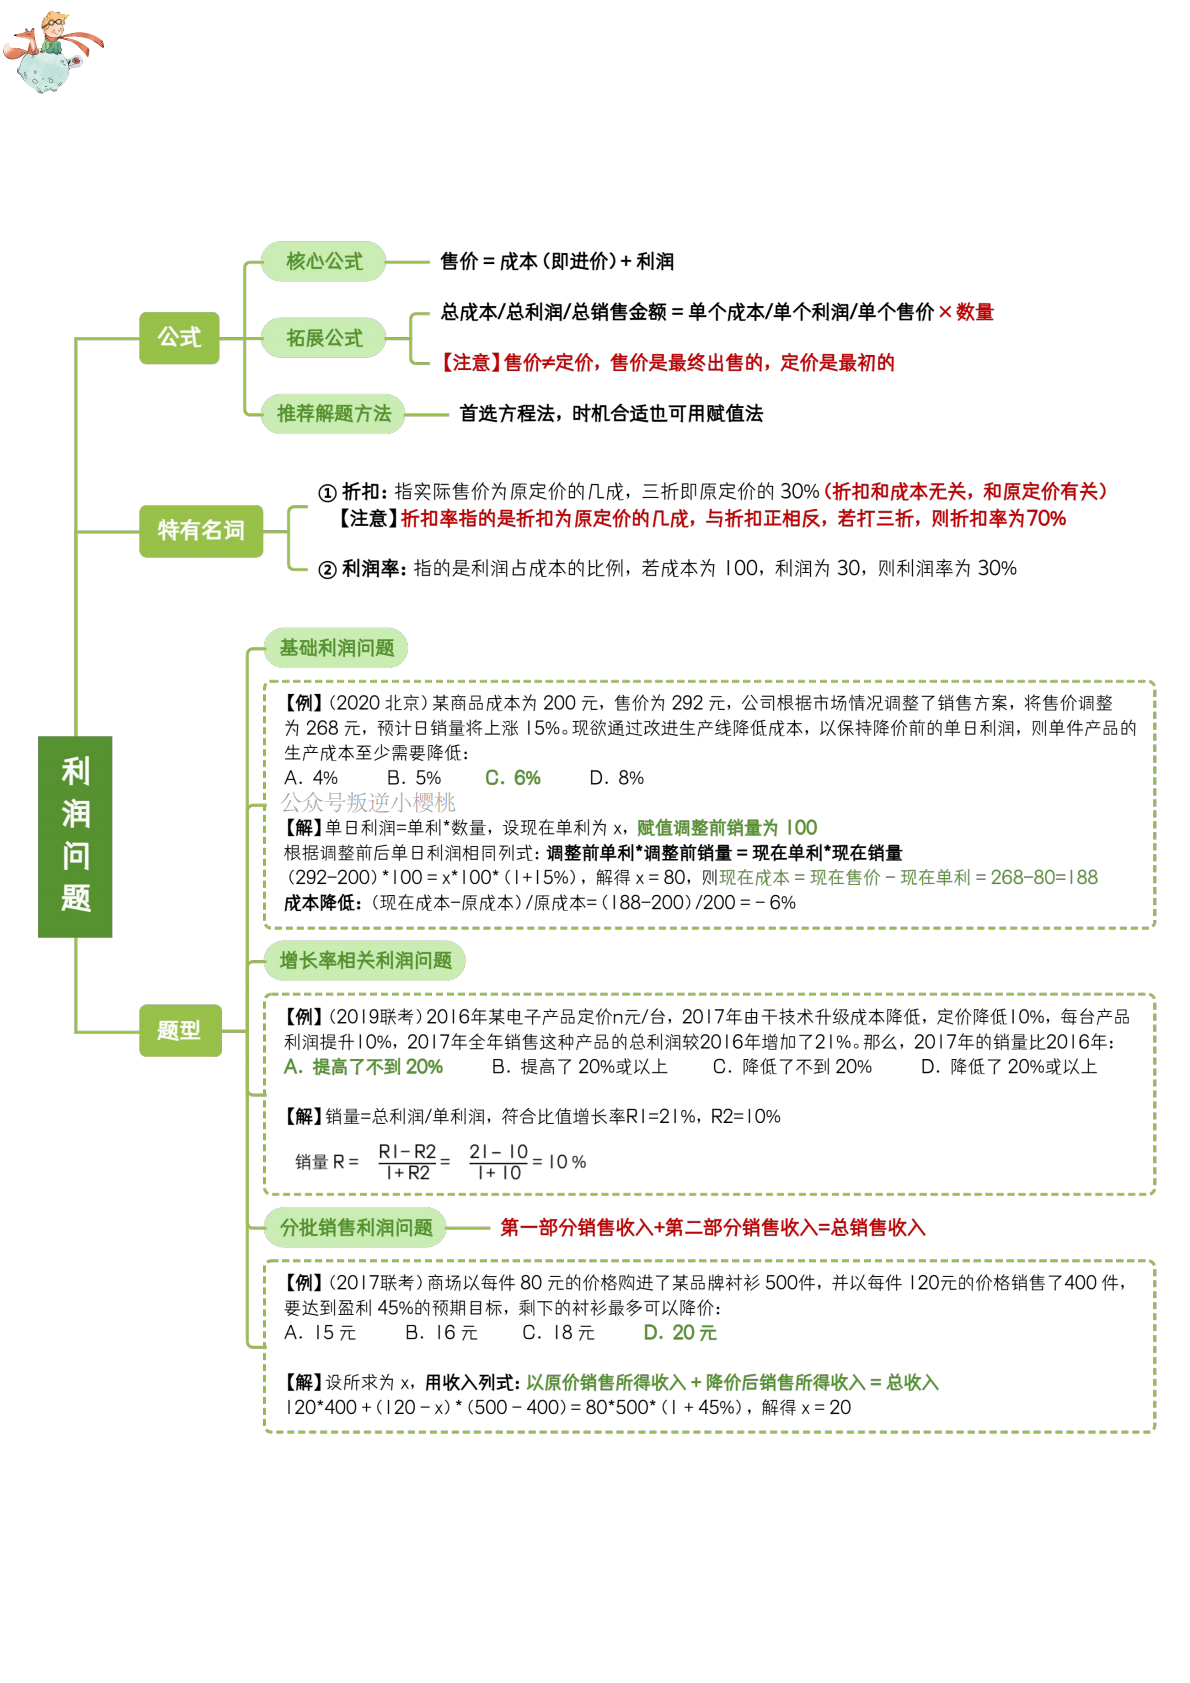 利润问题
公式
核心公式
售价 = 成本（即进价）+ 利润
拓展公式
总成本/总利润/总销售金额 = 单个成本/单个利润/单个售价 × 数量
【注意】售价≠定价，售价是最终出售的，定价是最初的
推荐解题方法
首选方程法，时机合适也可用赋值法
特有名词
① 折扣：指实际售价为原定价的几成，三折即原定价的 30%（折扣和成本无关，和原定价有关）
【注意】折扣率指的是折扣为原定价的几成，与折扣正相反，若打三折，则折扣率为70%
② 利润率：指的是利润占成本的比例，若成本为 100，利润为 30，则利润率为 30%
题型
基础利润问题
【例】（2020 北京）某商品成本为 200 元，售价为 292 元，公司根据市场情况调整了销售方案，将售价调整
为 268 元，预计日销量将上涨 15%。现欲通过改进生产线降低成本，以保持降价前的单日利润，则单件产品的
生产成本至少需要降低：
A. 4% B. 5% C. 6% D. 8%
公众号叛逆小樱桃
【解】单日利润=单利*数量，设现在单利为 x，赋值调整前销量为 100
根据调整前后单日利润相同列式：调整前单利*调整前销量 = 现在单利*现在销量
（292-200）*100 = x*100*（1+15%），解得 x = 80，则现在成本 = 现在售价 - 现在单利 = 268-80=188
成本降低：（现在成本-原成本）/原成本=（188-200）/200 = - 6%
增长率相关利润问题
【例】（2019联考）2016年某电子产品定价n元/台，2017年由于技术升级成本降低，定价降低10%，每台产品
利润提升10%，2017年全年销售这种产品的总利润较2016年增加了21%。那么，2017年的销量比2016年：
A. 提高了不到 20% B. 提高了 20%或以上 C. 降低了不到 20% D. 降低了 20%或以上
【解】销量=总利润/单利润，符合比值增长率R1=21%，R2=10%
R1- R2 21- 10
销量 R = = = 10 %
1+ R2 1+ 10
分批销售利润问题
第一部分销售收入+第二部分销售收入=总销售收入
【例】（2017联考）商场以每件 80 元的价格购进了某品牌衬衫 500件，并以每件 120元的价格销售了400 件，
要达到盈利 45%的预期目标，剩下的衬衫最多可以降价：
A. 15 元 B. 16 元 C. 18 元 D. 20 元
【解】设所求为 x，用收入列式：以原价销售所得收入 + 降价后销售所得收入 = 总收入
120*400 +（120 - x）*（500 - 400）= 80*500*（1 + 45%），解得 x = 20